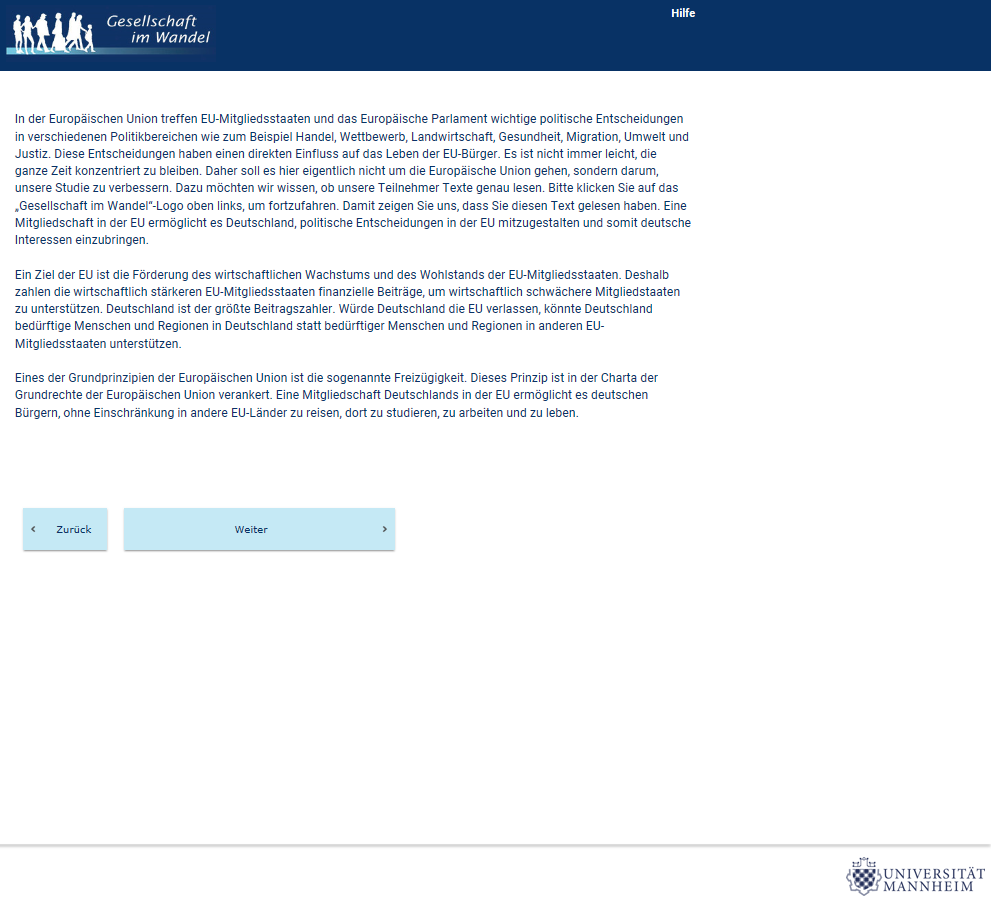 Gesellschaft
im Wandel
Hilfe
In der Europäischen Union treffen EU-Mitgliedsstaaten und das Europäische Parlament wichtige politische Entscheidungen
in verschiedenen Politikbereichen wie zum Beispiel Handel, Wettbewerb, Landwirtschaft, Gesundheit, Migration, Umwelt und
Justiz. Diese Entscheidungen haben einen direkten Einfluss auf das Leben der EU-Bürger. Es ist nicht immer leicht, die
ganze Zeit konzentriert zu bleiben. Daher soll es hier eigentlich nicht um die Europäische Union gehen, sondern darum,
unsere Studie zu verbessern. Dazu möchten wir wissen, ob unsere Teilnehmer Texte genau lesen. Bitte klicken Sie auf das
„Gesellschaft im Wandel“-Logo oben links, um fortzufahren. Damit zeigen Sie uns, dass Sie diesen Text gelesen haben. Eine
Mitgliedschaft in der EU ermöglicht es Deutschland, politische Entscheidungen in der EU mitzugestalten und somit deutsche
Interessen einzubringen.
Ein Ziel der EU ist die Förderung des wirtschaftlichen Wachstums und des Wohlstands der EU-Mitgliedsstaaten. Deshalb
zahlen die wirtschaftlich stärkeren EU-Mitgliedsstaaten finanzielle Beiträge, um wirtschaftlich schwächere Mitgliedstaaten
zu unterstützen. Deutschland ist der größte Beitragszahler. Würde Deutschland die EU verlassen, könnte Deutschland
bedürftige Menschen und Regionen in Deutschland statt bedürftiger Menschen und Regionen in anderen EU-
Mitgliedsstaaten unterstützen.
Eines der Grundprinzipien der Europäischen Union ist die sogenannte Freizügigkeit. Dieses Prinzip ist in der Charta der
Grundrechte der Europäischen Union verankert. Eine Mitgliedschaft Deutschlands in der EU ermöglicht es deutschen
Bürgern, ohne Einschränkung in andere EU-Länder zu reisen, dort zu studieren, zu arbeiten und zu leben.
‹ Zurück
Weiter ›
UNIVERSITÄT
MANNHEIM